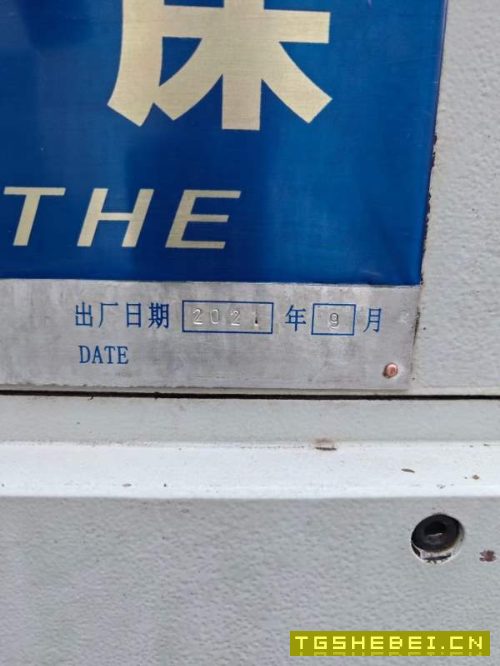 床
THE
出厂日期 2021 年 9 月
DATE
TGSHEBEI.CN